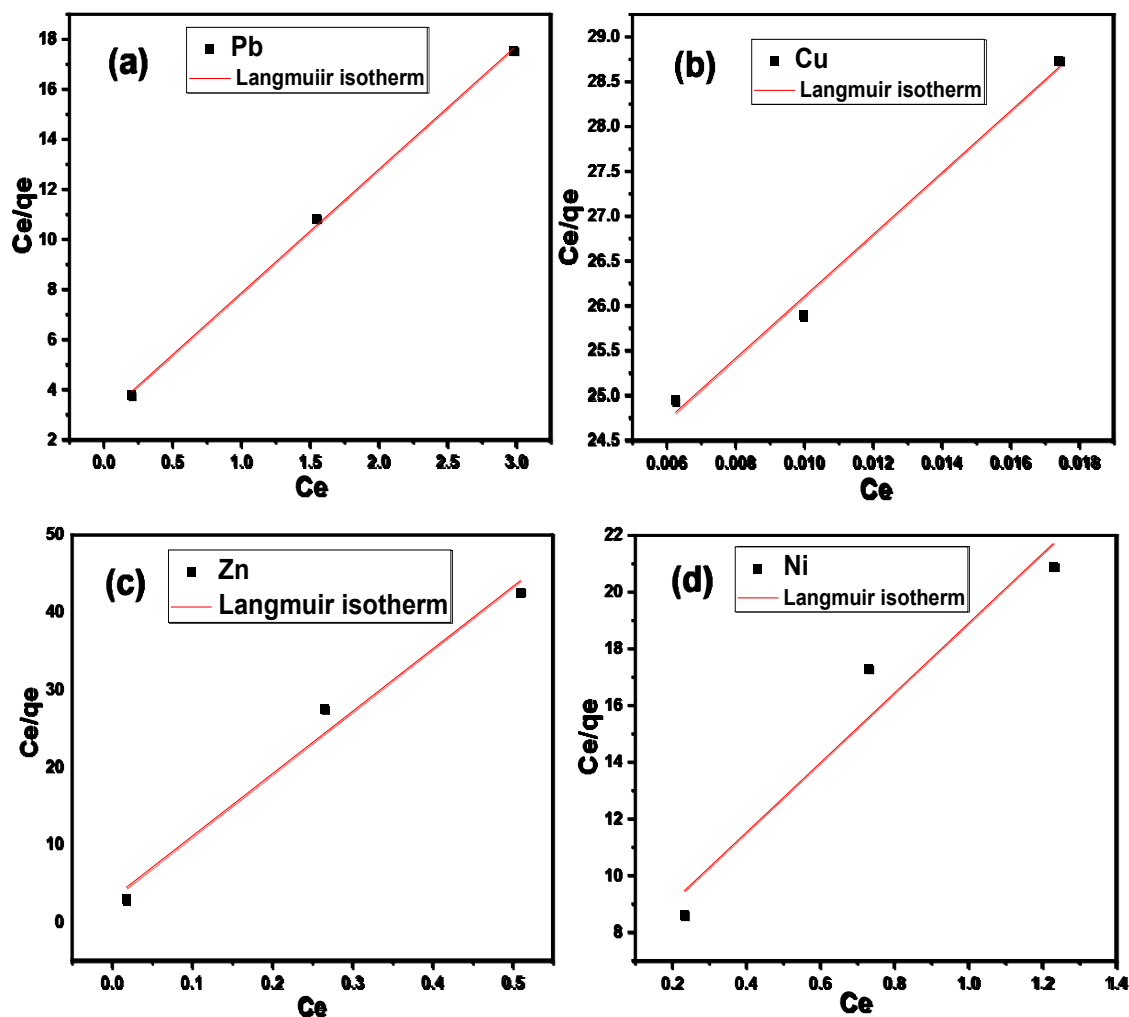 (a)
Pb
Langmuiir isotherm
Ce/qe
18
16
14
12
10
8
6
4
2
0.0 0.5 1.0 1.5 2.0 2.5 3.0
Ce
(b)
Cu
Langmuir isotherm
Ce/qe
29.0
28.5
28.0
27.5
27.0
26.5
26.0
25.5
25.0
24.5
0.006 0.008 0.010 0.012 0.014 0.016 0.018
Ce
(c)
Zn
Langmuir isotherm
Ce/qe
50
40
30
20
10
0
0.0 0.1 0.2 0.3 0.4 0.5
Ce
(d)
Ni
Langmuir isotherm
Ce/qe
22
20
18
16
14
12
10
8
0.2 0.4 0.6 0.8 1.0 1.2 1.4
Ce